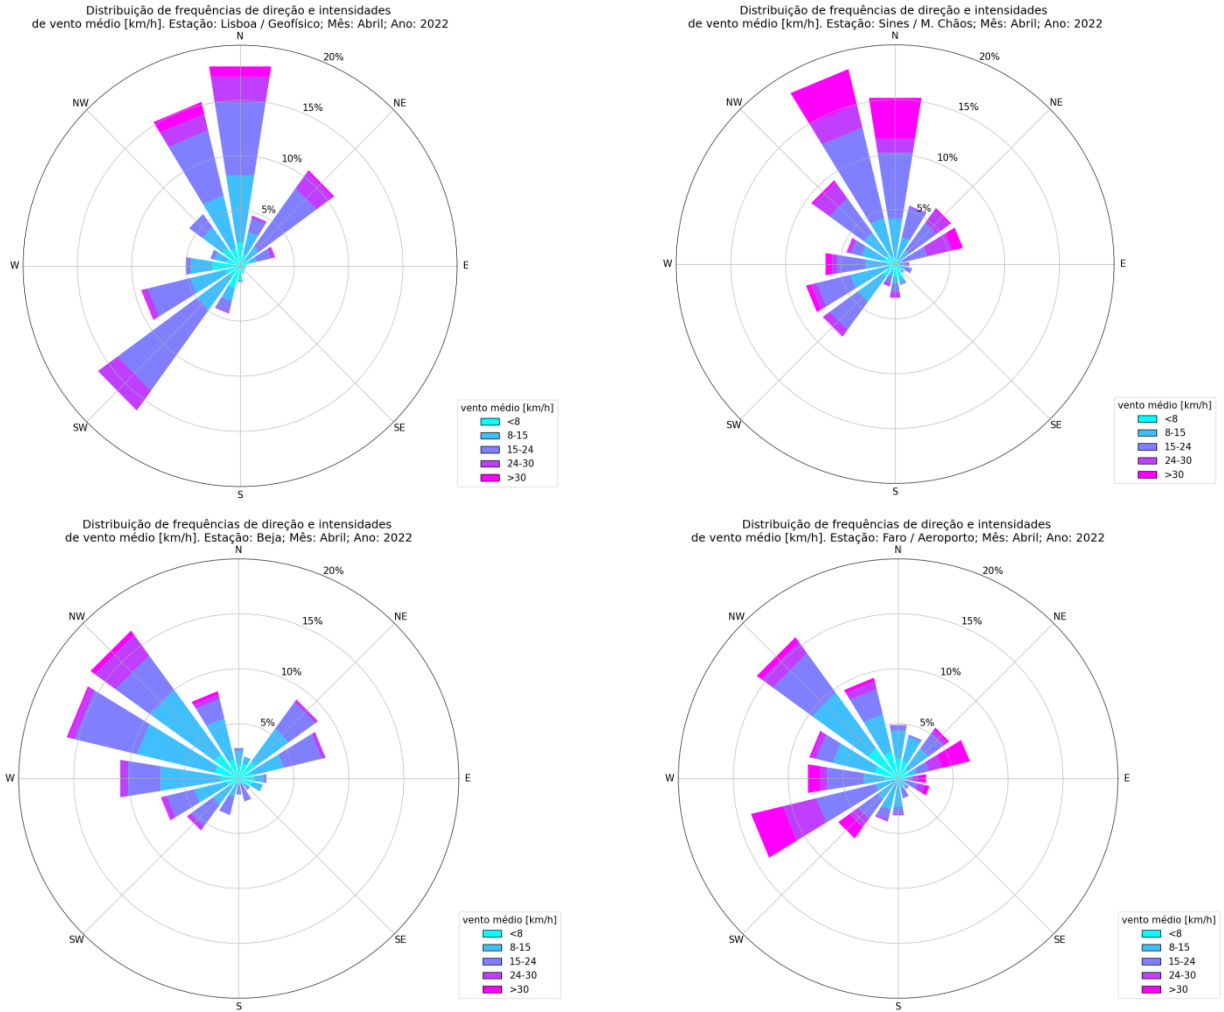 Distribuição de frequências de direção e intensidades
de vento médio [km/h]. Estação: Lisboa / Geofísico; Mês: Abril; Ano: 2022
N
20%
NW
NE
15%
10%
5%
W
E
SW
SE
S
vento médio [km/h]
<8
8-15
15-24
24-30
>30
Distribuição de frequências de direção e intensidades
de vento médio [km/h]. Estação: Sines / M. Chãos; Mês: Abril; Ano: 2022
N
20%
NW
NE
15%
10%
5%
W
E
SW
SE
S
vento médio [km/h]
<8
8-15
15-24
24-30
>30
Distribuição de frequências de direção e intensidades
de vento médio [km/h]. Estação: Beja; Mês: Abril; Ano: 2022
N
20%
NW
NE
15%
10%
5%
W
E
SW
SE
S
vento médio [km/h]
<8
8-15
15-24
24-30
>30
Distribuição de frequências de direção e intensidades
de vento médio [km/h]. Estação: Faro / Aeroporto; Mês: Abril; Ano: 2022
N
20%
NW
NE
15%
10%
5%
W
E
SW
SE
S
vento médio [km/h]
<8
8-15
15-24
24-30
>30